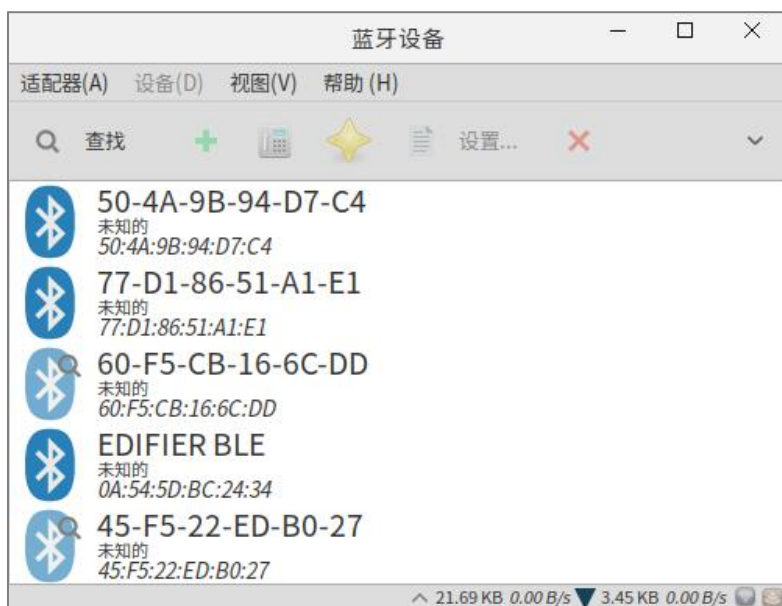 蓝牙设备
适配器(A) 设备(D) 视图(V) 帮助 (H)
查找 设置...
50-4A-9B-94-D7-C4
未知的
50:4A:9B:94:D7:C4
77-D1-86-51-A1-E1
未知的
77:D1:86:51:A1:E1
60-F5-CB-16-6C-DD
未知的
60:F5:CB:16:6C:DD
EDIFIER BLE
未知的
0A:54:5D:BC:24:34
45-F5-22-ED-B0-27
未知的
45:F5:22:ED:B0:27
21.69 KB 0.00 B/s 3.45 KB 0.00 B/s